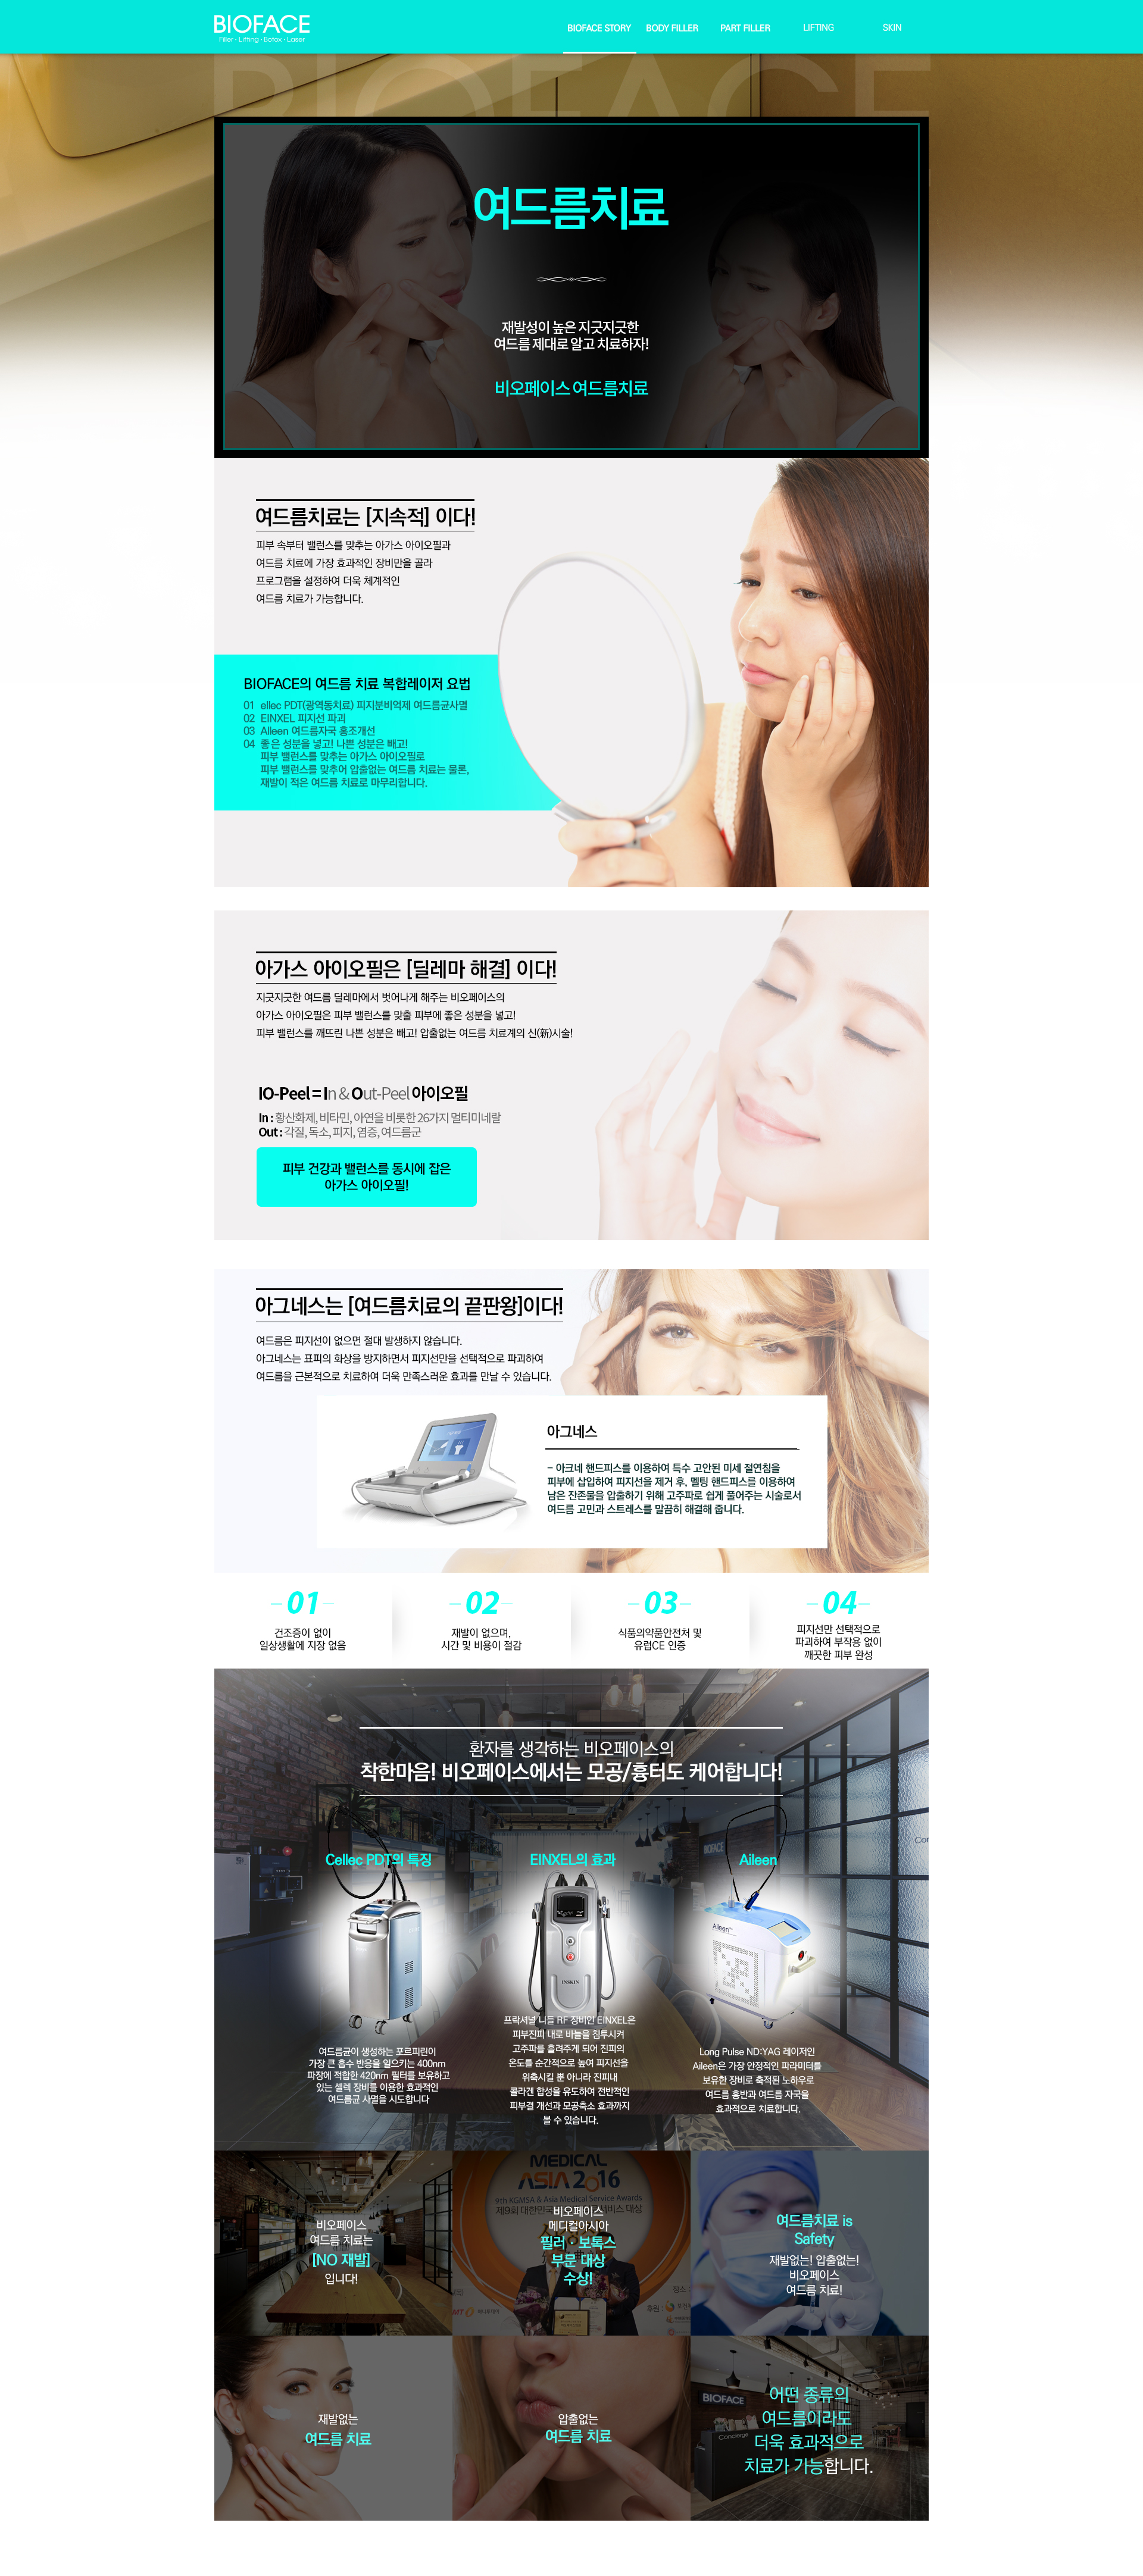 BIOFACE
Filler · Lifting · Botox · Laser
BIOFACE STORY
BODY FILLER
PART FILLER
LIFTING
SKIN
BIOFACE
여드름치료
재발성이 높은 지긋지긋한
여드름 제대로 알고 치료하자!
비오페이스 여드름치료
여드름치료는 [지속적] 이다!
피부 속부터 밸런스를 맞추는 아가스 아이오필과
여드름 치료에 가장 효과적인 장비만을 골라
프로그램을 설정하여 더욱 체계적인
여드름 치료가 가능합니다.
BIOFACE의 여드름 치료 복합레이저 요법
01 ellec PDT(광역동치료) 피지분비억제 여드름균사멸
02 EINXEL 피지선 파괴
03 Alleen 여드름자국 홍조개선
04 좋은 성분을 넣고! 나쁜 성분은 빼고!
피부 밸런스를 맞추는 아가스 아이오필로
피부 밸런스를 맞추어 압출없는 여드름 치료는 물론,
재발이 적은 여드름 치료로 마무리합니다.
아가스 아이오필은 [딜레마 해결] 이다!
지긋지긋한 여드름 딜레마에서 벗어나게 해주는 비오페이스의
아가스 아이오필은 피부 밸런스를 맞출 피부에 좋은 성분을 넣고!
피부 밸런스를 깨뜨린 나쁜 성분은 빼고! 압출없는 여드름 치료계의 신(新)시술!
IO-Peel = In & Out-Peel 아이오필
In : 황산화제, 비타민, 아연을 비롯한 26가지 멀티미네랄
Out : 각질, 독소, 피지, 염증, 여드름균
피부 건강과 밸런스를 동시에 잡은
아가스 아이오필!
아그네스는 [여드름치료의 끝판왕]이다!
여드름은 피지선이 없으면 절대 발생하지 않습니다.
아그네스는 표피의 화상을 방지하면서 피지선만을 선택적으로 파괴하여
여드름을 근본적으로 치료하여 더욱 만족스러운 효과를 만날 수 있습니다.
아그네스
- 아크네 핸드피스를 이용하여 특수 고안된 미세 절연침을
피부에 삽입하여 피지선을 제거 후, 멜팅 핸드피스를 이용하여
남은 잔존물을 압출하기 위해 고주파로 쉽게 풀어주는 시술로서
여드름 고민과 스트레스를 말끔히 해결해 줍니다.
01
건조증이 없이
일상생활에 지장 없음
02
재발이 없으며,
시간 및 비용이 절감
03
식품의약품안전처 및
유럽CE 인증
04
피지선만 선택적으로
파괴하여 부작용 없이
깨끗한 피부 완성
환자를 생각하는 비오페이스의
착한마음! 비오페이스에서는 모공/흉터도 케어합니다!
BIOFACE
Cellec PDT의 특징
여드름균이 생성하는 포르피린이
가장 큰 흡수 반응을 일으키는 400nm
파장에 적합한 420nm 필터를 보유하고
있는 셀렉 장비를 이용한 효과적인
여드름균 사멸을 시도합니다
EINXEL의 효과
INSKIN
프락셔널 니들 RF 장비인 EINXEL은
피부진피 내로 바늘을 침투시켜
고주파를 흘려주게 되어 진피의
온도를 순간적으로 높여 피지선을
위축시킬 뿐 아니라 진피내
콜라겐 합성을 유도하여 전반적인
피부결 개선과 모공축소 효과까지
볼 수 있습니다.
Aileen
Aileen
Long Pulse ND:YAG 레이저인
Aileen은 가장 안정적인 파라미터를
보유한 장비로 축적된 노하우로
여드름 홍반과 여드름 자국을
효과적으로 치료합니다.
비오페이스
여드름 치료는
[NO 재발]
입니다!
MEDICAL
ASIA 2016
9th KGMSA & Asia Medical Service Awards
비오페이스
메디컬아시아
필러 · 보톡스
부문 대상
수상!
여드름치료 is
Safety
재발없는! 압출없는!
비오페이스
여드름 치료!
재발없는
여드름 치료
압출없는
여드름 치료
BIOFACE
Concierge
어떤 종류의
여드름이라도
더욱 효과적으로
치료가 가능합니다.